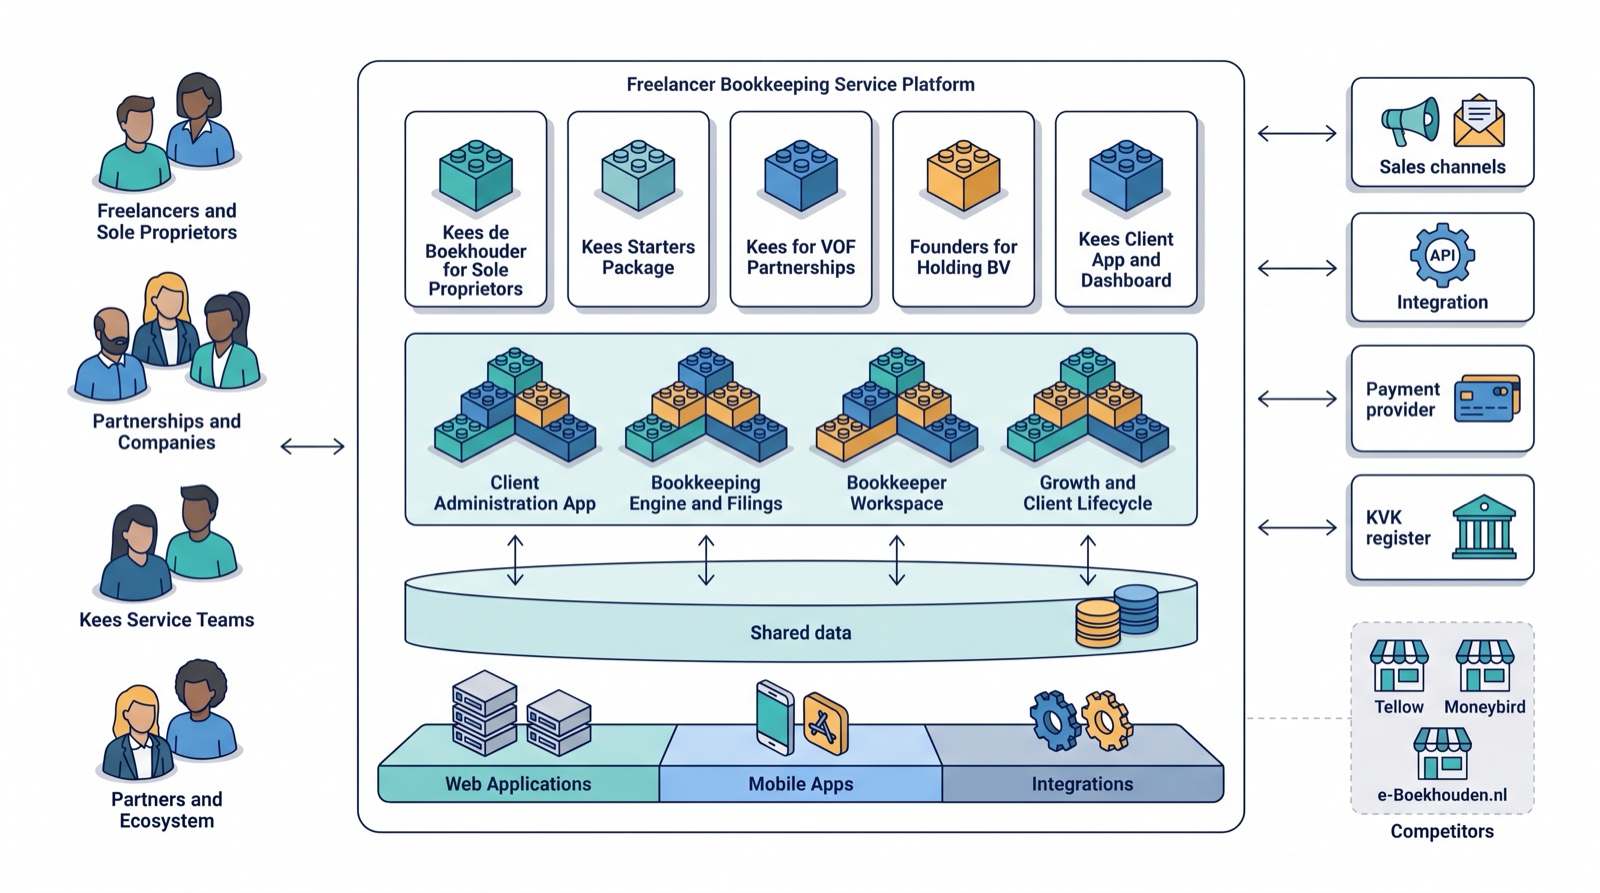 Freelancer Bookkeeping Service Platform
Freelancers and
Sole Proprietors
Partnerships and
Companies
Kees Service Teams
Partners and
Ecosystem
Kees de
Boekhouder
for Sole
Proprietors
Kees Starters
Package
Kees for VOF
Partnerships
Founders for
Holding BV
Kees Client
App and
Dashboard
Client
Administration App
Bookkeeping
Engine and Filings
Bookkeeper
Workspace
Growth and
Client Lifecycle
Shared data
Web Applications
Mobile Apps
Integrations
Sales channels
API
Integration
Payment
provider
KVK
register
Tellow
Moneybird
e-Boekhouden.nl
Competitors